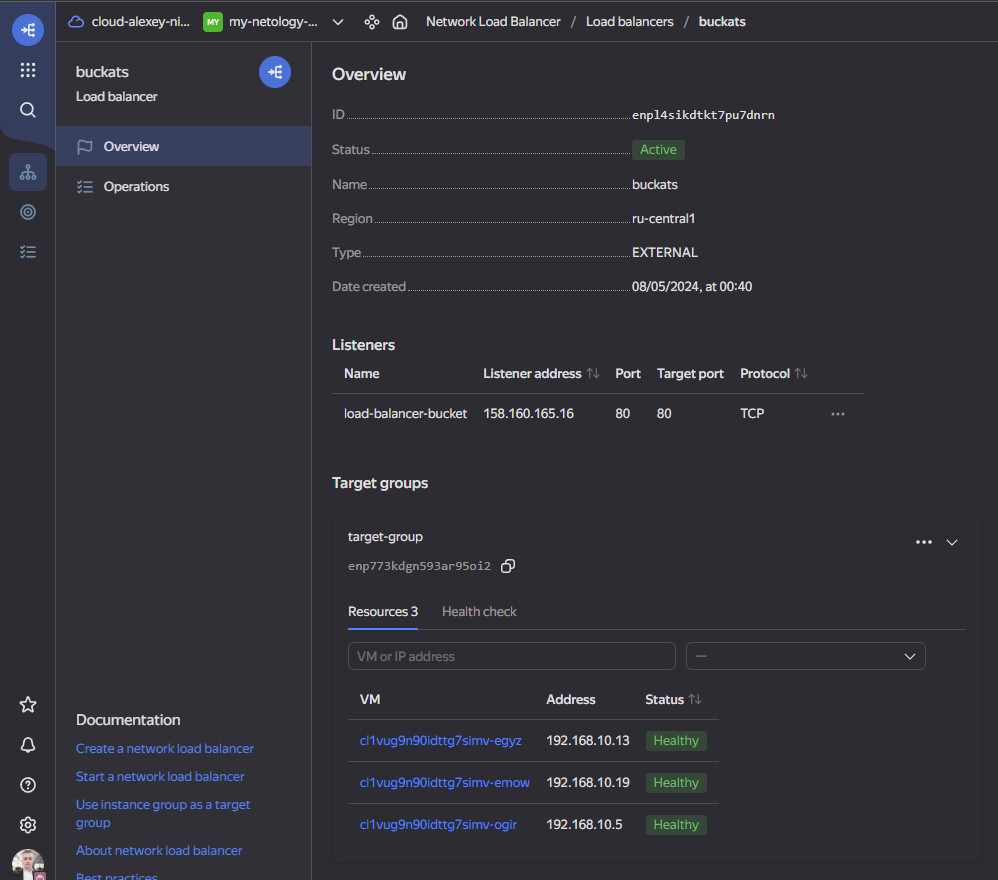 cloud-alexey-ni... MY my-netology-... Network Load Balancer / Load balancers / buckats
buckats
Load balancer
Overview
Operations
Documentation
Create a network load balancer
Start a network load balancer
Use instance group as a target
group
About network load balancer
Best practices
Overview
ID enpl4sikdtkt7pu7dnrn
Status Active
Name buckats
Region ru-central1
Type EXTERNAL
Date created 08/05/2024, at 00:40
Listeners
Name Listener address Port Target port Protocol
load-balancer-bucket 158.160.165.16 80 80 TCP
Target groups
target-group
enp773kdgn593ar95oi2
Resources 3 Health check
VM or IP address —
VM Address Status
cl1vug9n90idttg7simv-egyz 192.168.10.13 Healthy
cl1vug9n90idttg7simv-emow 192.168.10.19 Healthy
cl1vug9n90idttg7simv-ogir 192.168.10.5 Healthy